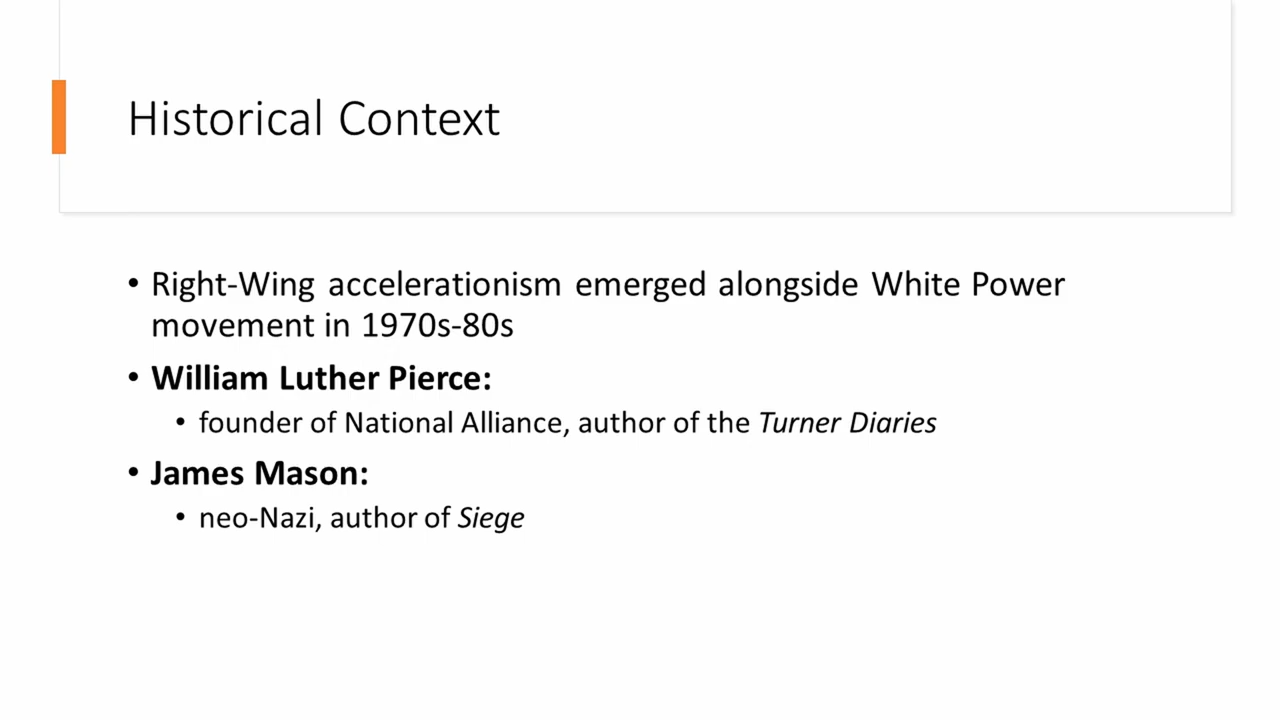 Historical Context
• Right-Wing accelerationism emerged alongside White Power
movement in 1970s-80s
• William Luther Pierce:
• founder of National Alliance, author of the Turner Diaries
• James Mason:
• neo-Nazi, author of Siege